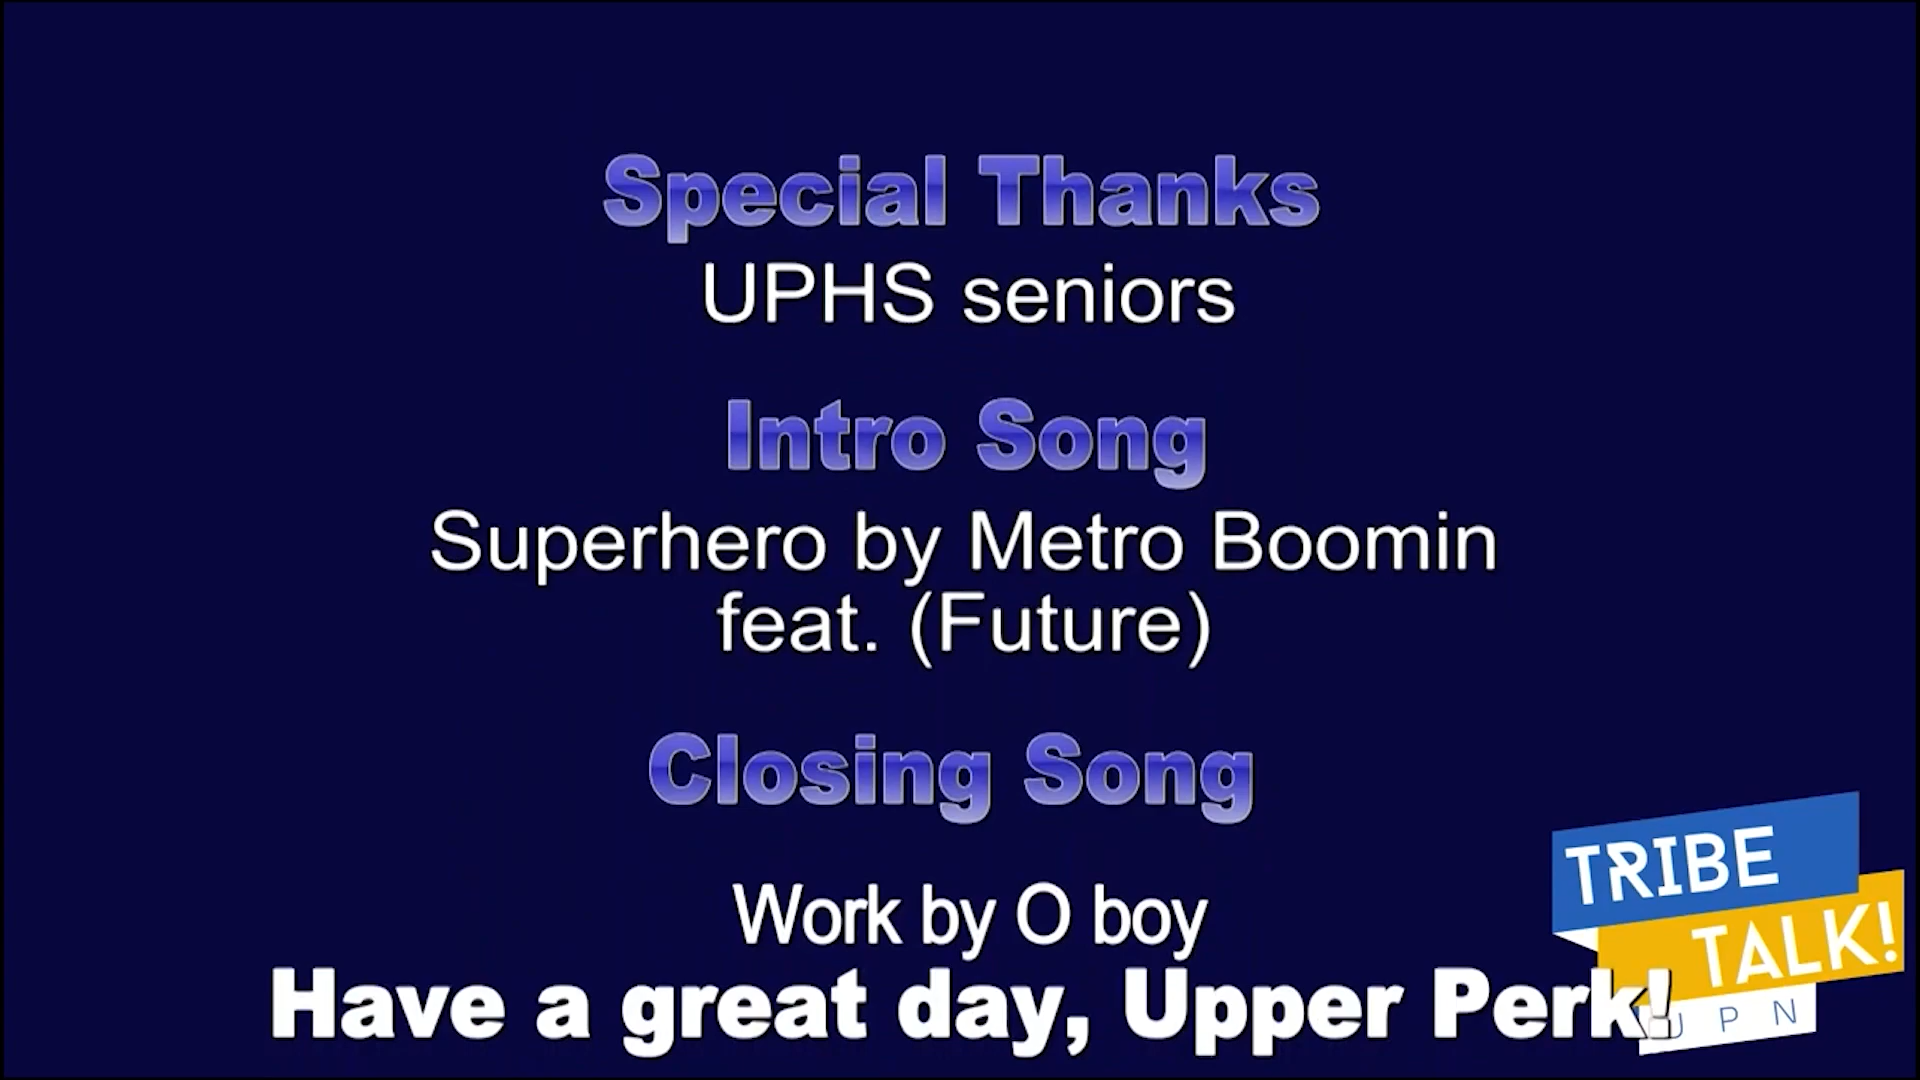 Special Thanks
UPHS seniors
Intro Song
Superhero by Metro Boomin
feat. (Future)
Closing Song
Work by O boy
Have a great day, Upper Perk!
TRIBE
TALK!
UPN